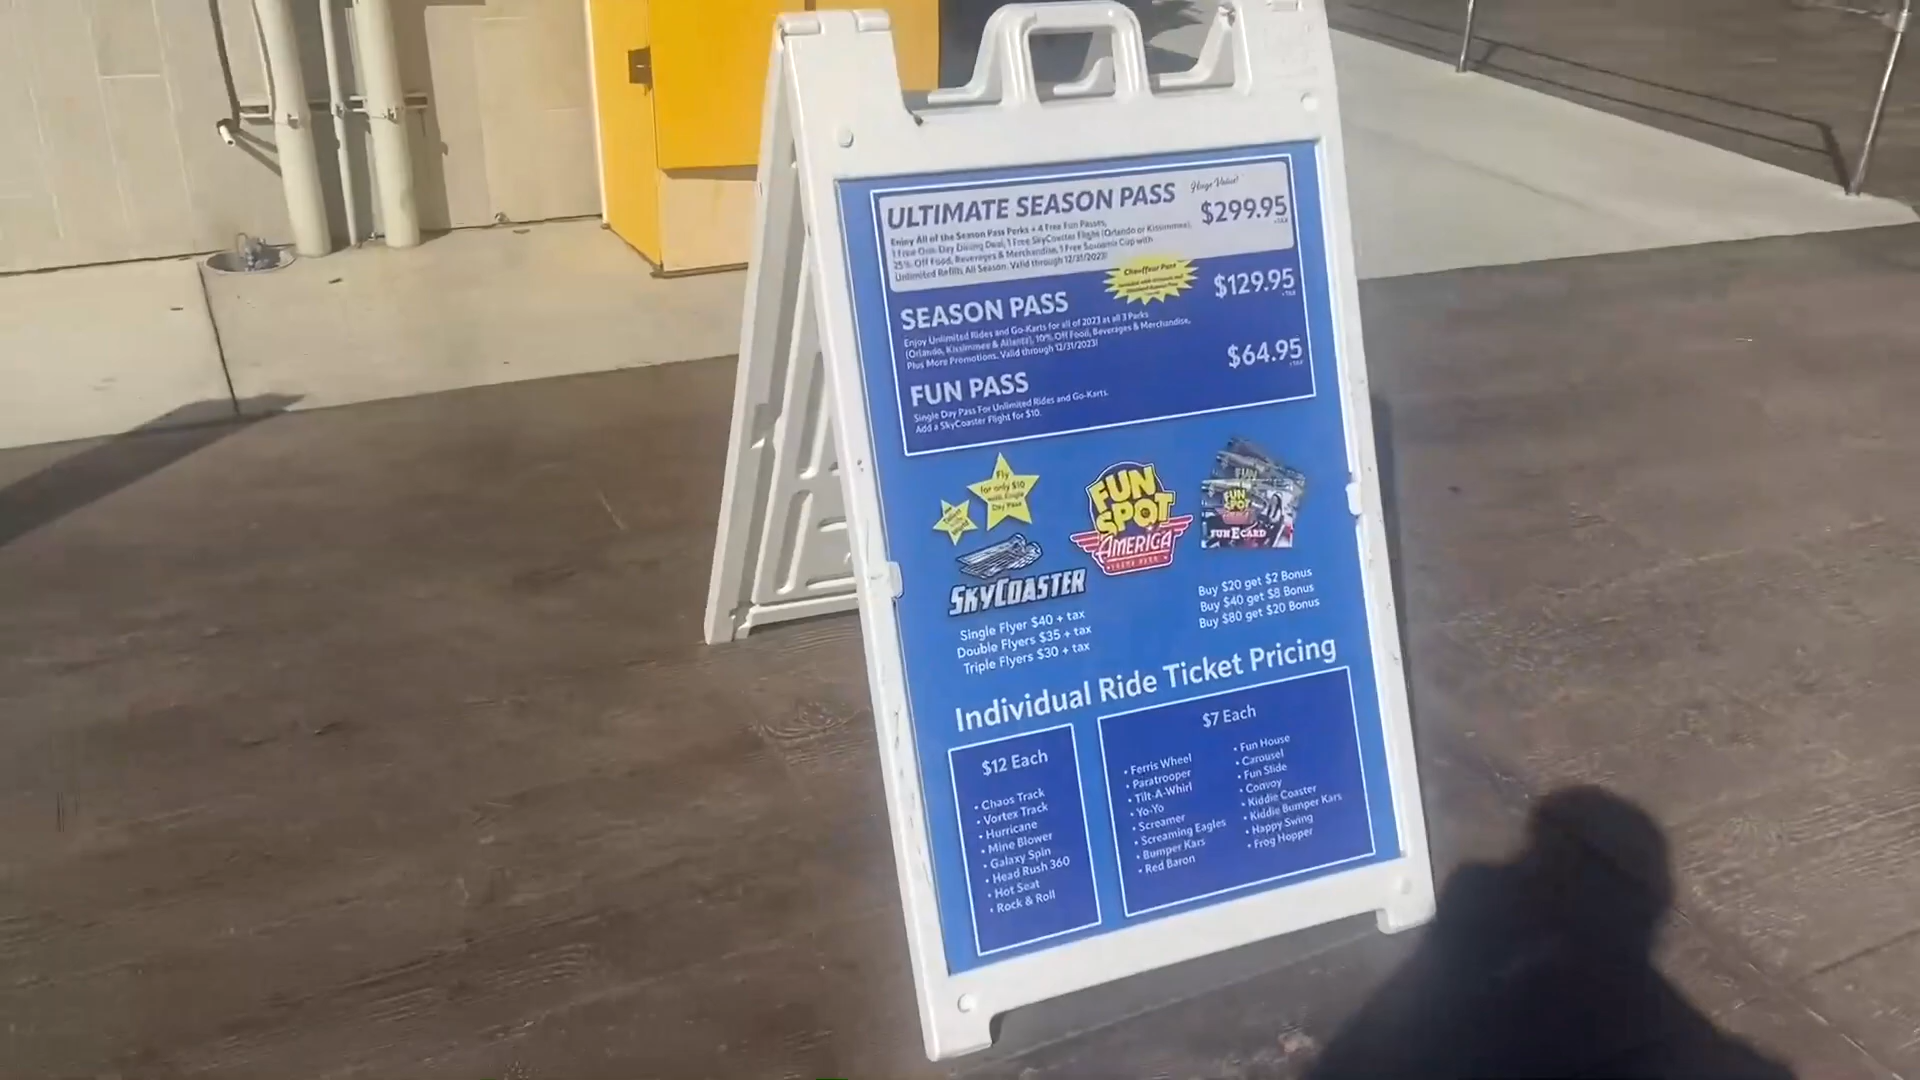 ULTIMATE SEASON PASS
Huge Value!
$299.95
+TAX
Enjoy All of the Season Pass Perks + 4 Free Fun Passes,
1 Free One-Day Dining Deal, 1 Free SkyCoaster Flight (Orlando or Kissimmee),
25% Off Food, Beverages & Merchandise, 1 Free Souvenir Cup with
Unlimited Refills All Season. Valid through 12/31/2023!
Chauffeur Pass
SEASON PASS
$129.95
+TAX
Enjoy Unlimited Rides and Go-Karts for all of 2023 at all 3 Parks
(Orlando, Kissimmee & Atlanta), 10% Off Food, Beverages & Merchandise,
Plus More Promotions. Valid through 12/31/2023!
FUN PASS
$64.95
+TAX
Single Day Pass For Unlimited Rides and Go-Karts.
Add a SkyCoaster Flight for $10.
Fly
for only $10
with Single
Day Pass
Tallest
World
SKYCOASTER
Single Flyer $40 + tax
Double Flyers $35 + tax
Triple Flyers $30 + tax
FUN
SPOT
AMERICA
THEME PARK
FUN
FUN
SPOT
FUN E CARD
Buy $20 get $2 Bonus
Buy $40 get $8 Bonus
Buy $80 get $20 Bonus
Individual Ride Ticket Pricing
$12 Each
• Chaos Track
• Vortex Track
• Hurricane
• Mine Blower
• Galaxy Spin
• Head Rush 360
• Hot Seat
• Rock & Roll
$7 Each
• Ferris Wheel
• Paratrooper
• Tilt-A-Whirl
• Yo-Yo
• Screamer
• Screaming Eagles
• Bumper Kars
• Red Baron
• Fun House
• Carousel
• Fun Slide
• Convoy
• Kiddie Coaster
• Kiddie Bumper Kars
• Happy Swing
• Frog Hopper